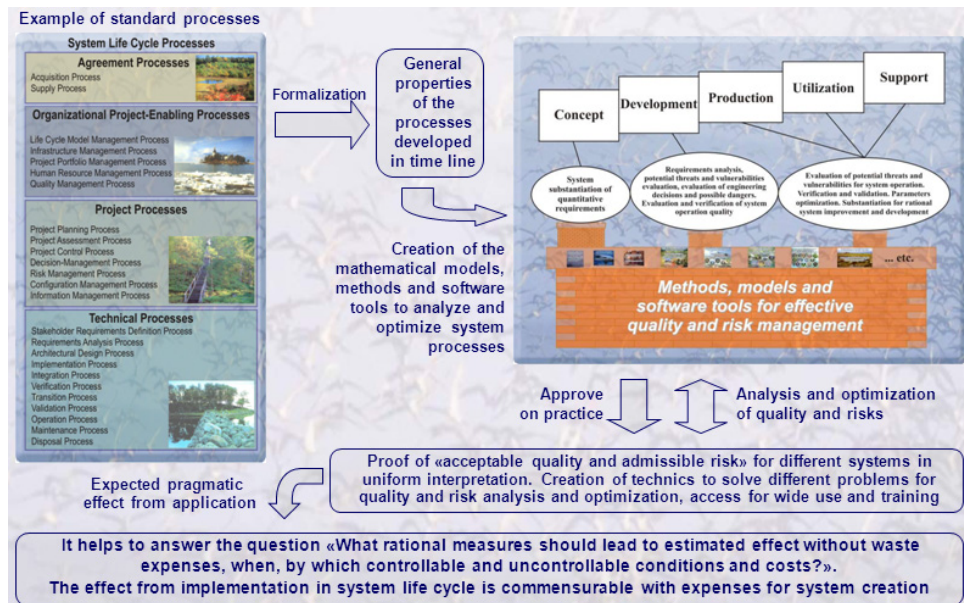 Example of standard processes
System Life Cycle Processes
Agreement Processes
Acquisition Process
Supply Process
Organizational Project-Enabling Processes
Life Cycle Model Management Process
Infrastructure Management Process
Project Portfolio Management Process
Human Resource Management Process
Quality Management Process
Project Processes
Project Planning Process
Project Assessment Process
Project Control Process
Decision-Management Process
Risk Management Process
Configuration Management Process
Information Management Process
Technical Processes
Stakeholder Requirements Definition Process
Requirements Analysis Process
Architectural Design Process
Implementation Process
Integration Process
Verification Process
Transition Process
Validation Process
Operation Process
Maintenance Process
Disposal Process
Formalization
General
properties
of the
processes
developed
in time line
Creation of the
mathematical models,
methods and software
tools to analyze and
optimize system
processes
Concept
Development
Production
Utilization
Support
System
substantiation of
quantitative
requirements
Requirements analysis,
potential threats and vulnerabilities
evaluation, evaluation of engineering
decisions and possible dangers.
Evaluation and verification of system
operation quality
Evaluation of potential threats and
vulnerabilities for system operation.
Verification and validation. Parameters
optimization. Substantiation for rational
system improvement and development
... etc.
Methods, models and
software tools for effective
quality and risk management
Approve
on practice
Analysis and optimization
of quality and risks
Expected pragmatic
effect from application
Proof of «acceptable quality and admissible risk» for different systems in
uniform interpretation. Creation of technics to solve different problems for
quality and risk analysis and optimization, access for wide use and training
It helps to answer the question «What rational measures should lead to estimated effect without waste
expenses, when, by which controllable and uncontrollable conditions and costs?».
The effect from implementation in system life cycle is commensurable with expenses for system creation